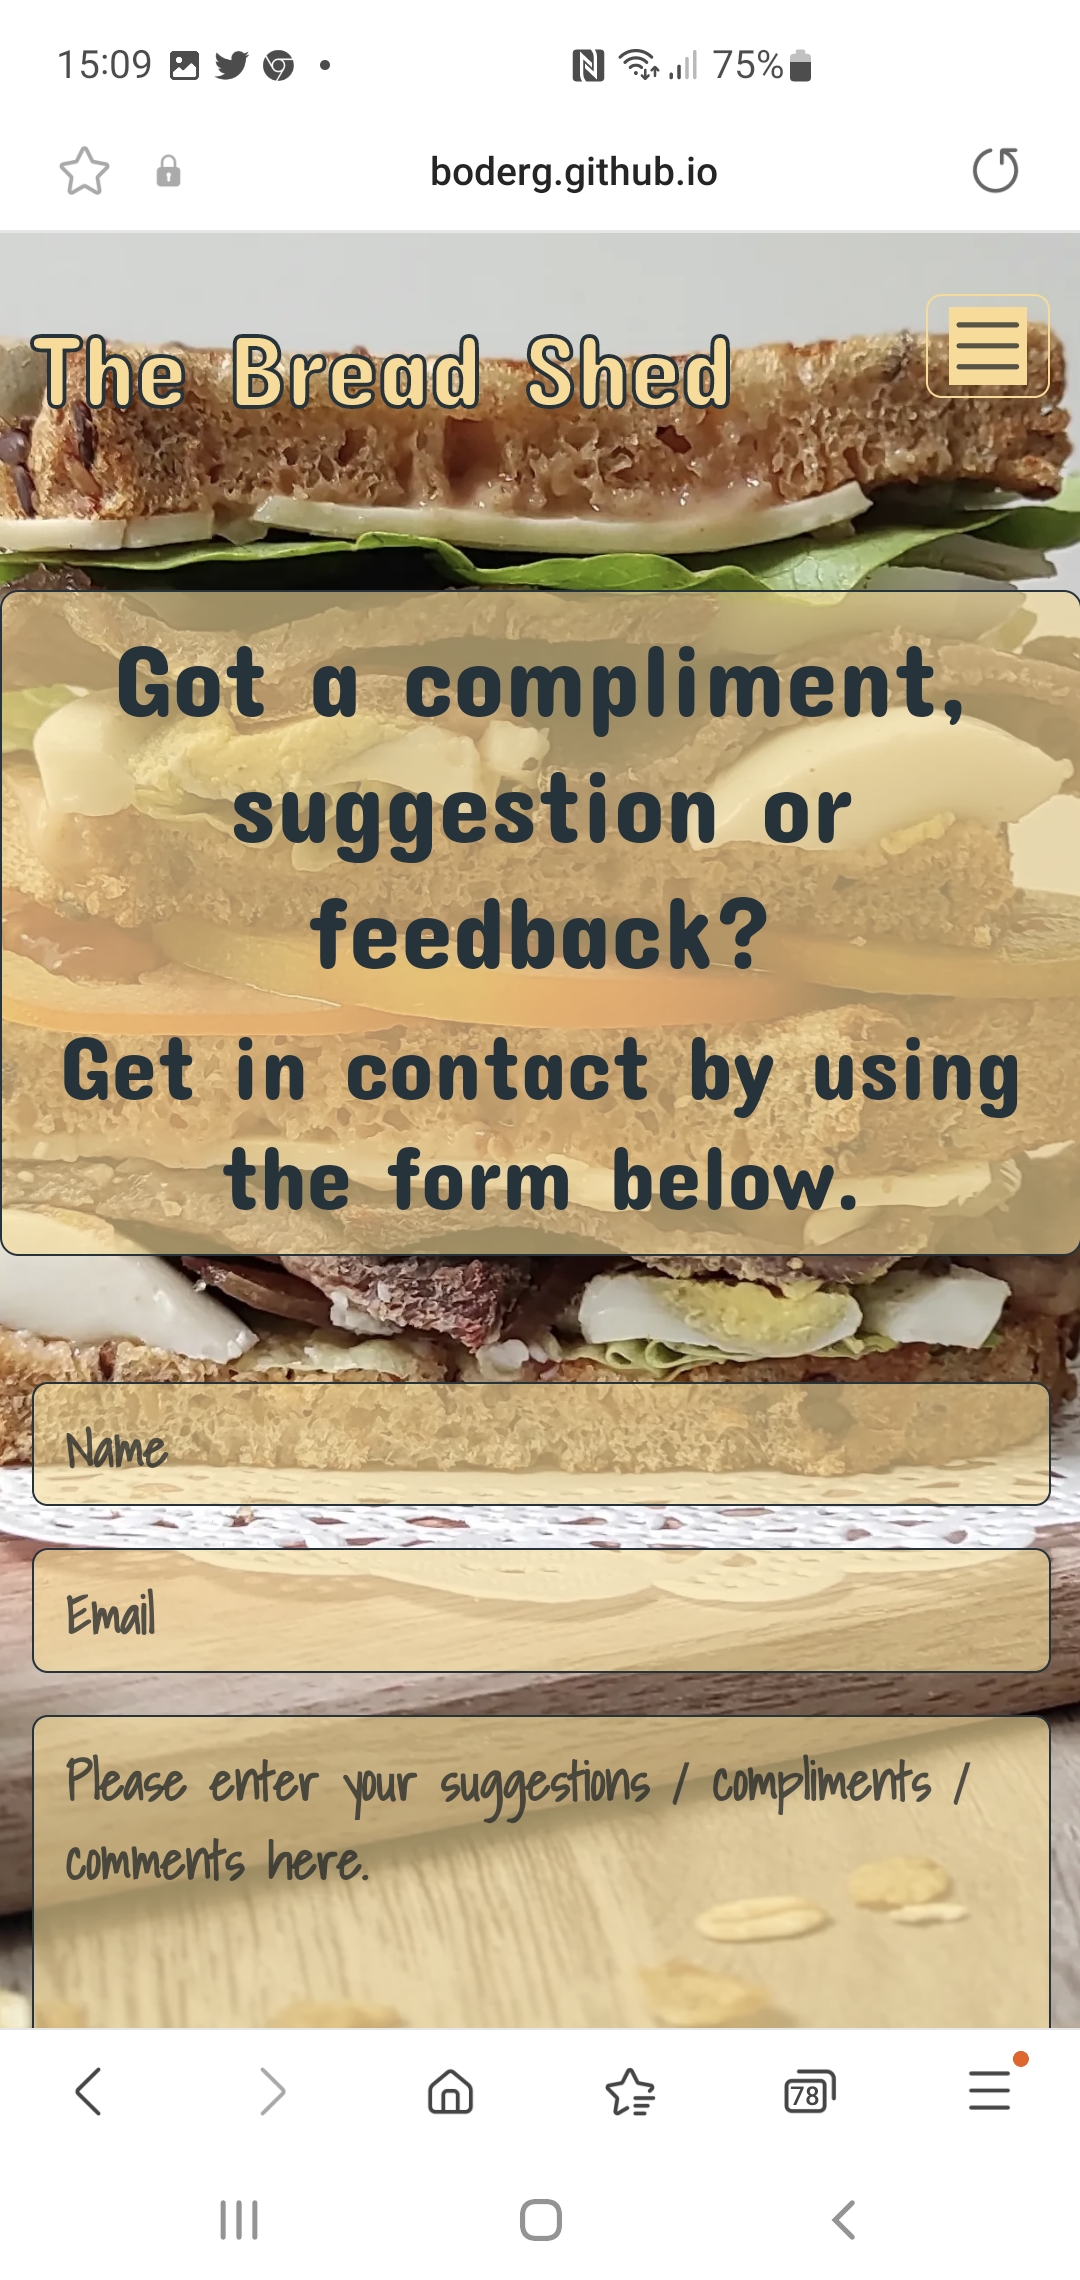 15:09
75%
boderg.github.io
The Bread Shed
Got a compliment,
suggestion or
feedback?
Get in contact by using
the form below.
Name
Email
Please enter your suggestions / compliments /
comments here.
78